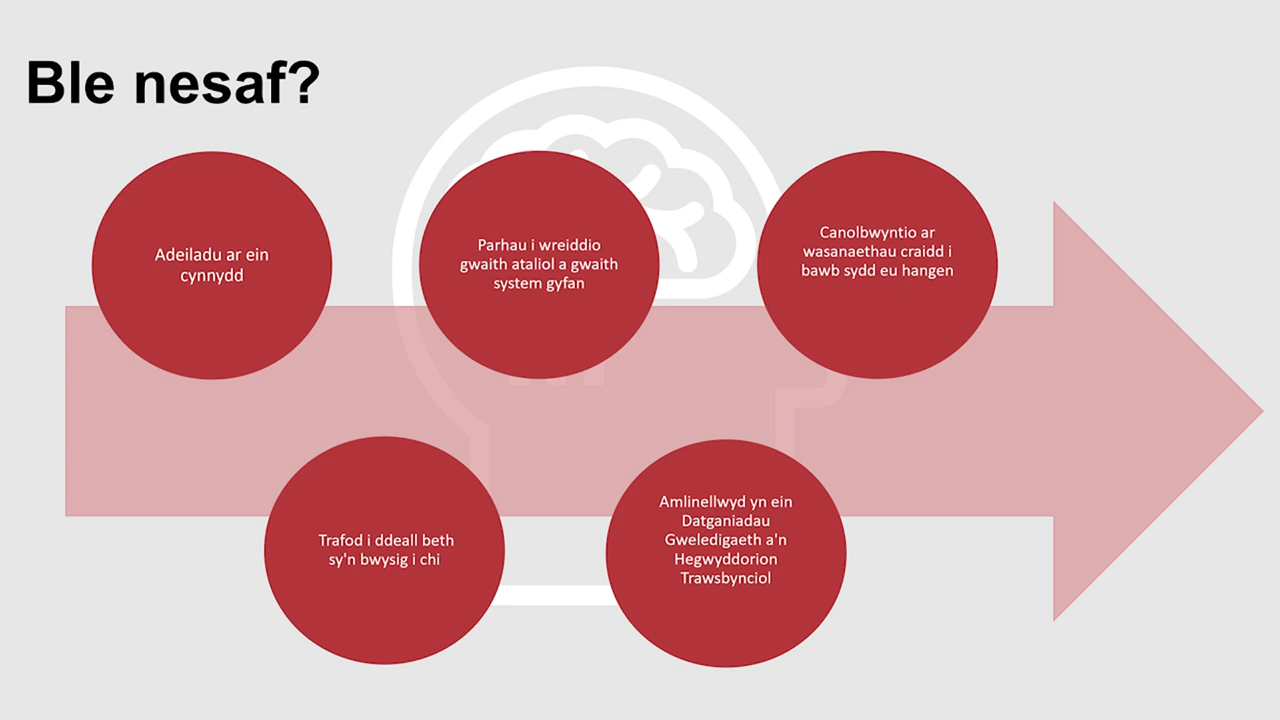 Ble nesaf?
Adeiladu ar ein
cynnydd
Parhau i wreiddio
gwaith ataliol a gwaith
system gyfan
Canolbwyntio ar
wasanaethau craidd i
bawb sydd eu hangen
Trafod i ddeall beth
sy'n bwysig i chi
Amlinellwyd yn ein
Datganiadau
Gweledigaeth a'n
Hegwyddorion
Trawsbynciol